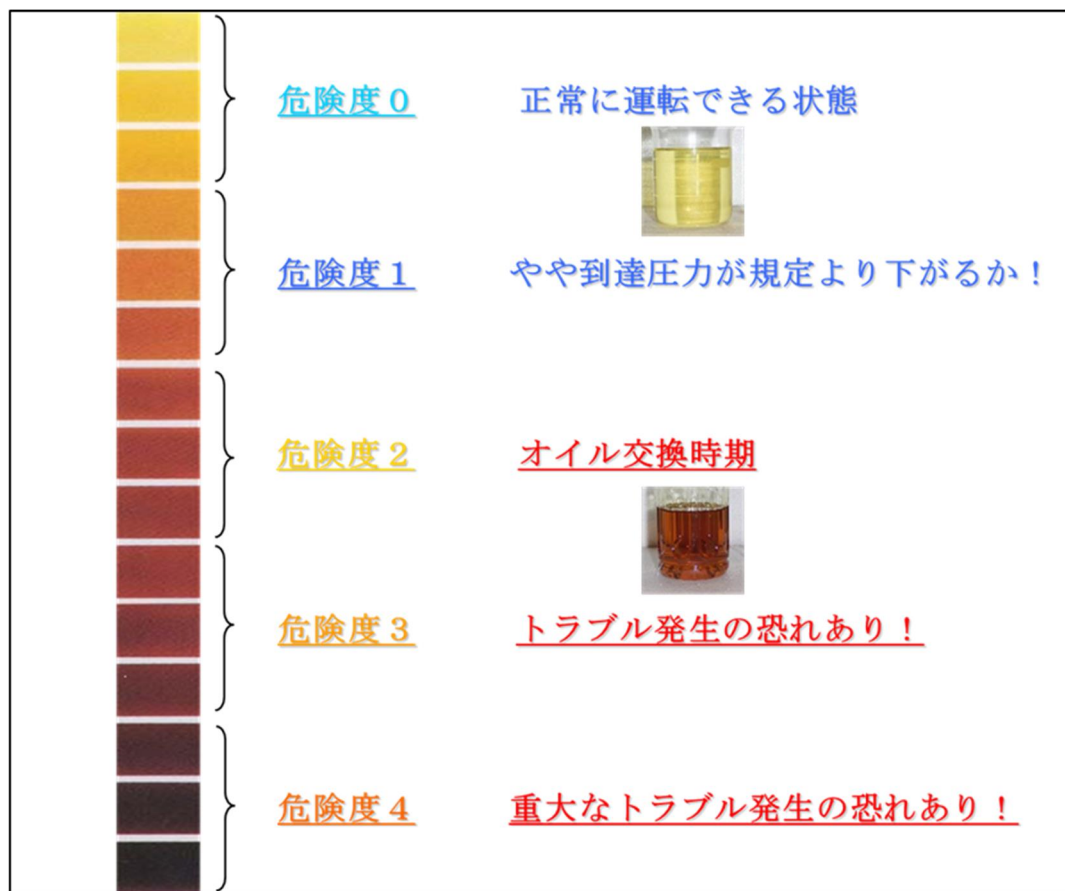 危険度０ 正常に運転できる状態
危険度１ やや到達圧力が規定より下がるか！
危険度２ オイル交換時期
危険度３ トラブル発生の恐れあり！
危険度４ 重大なトラブル発生の恐れあり！